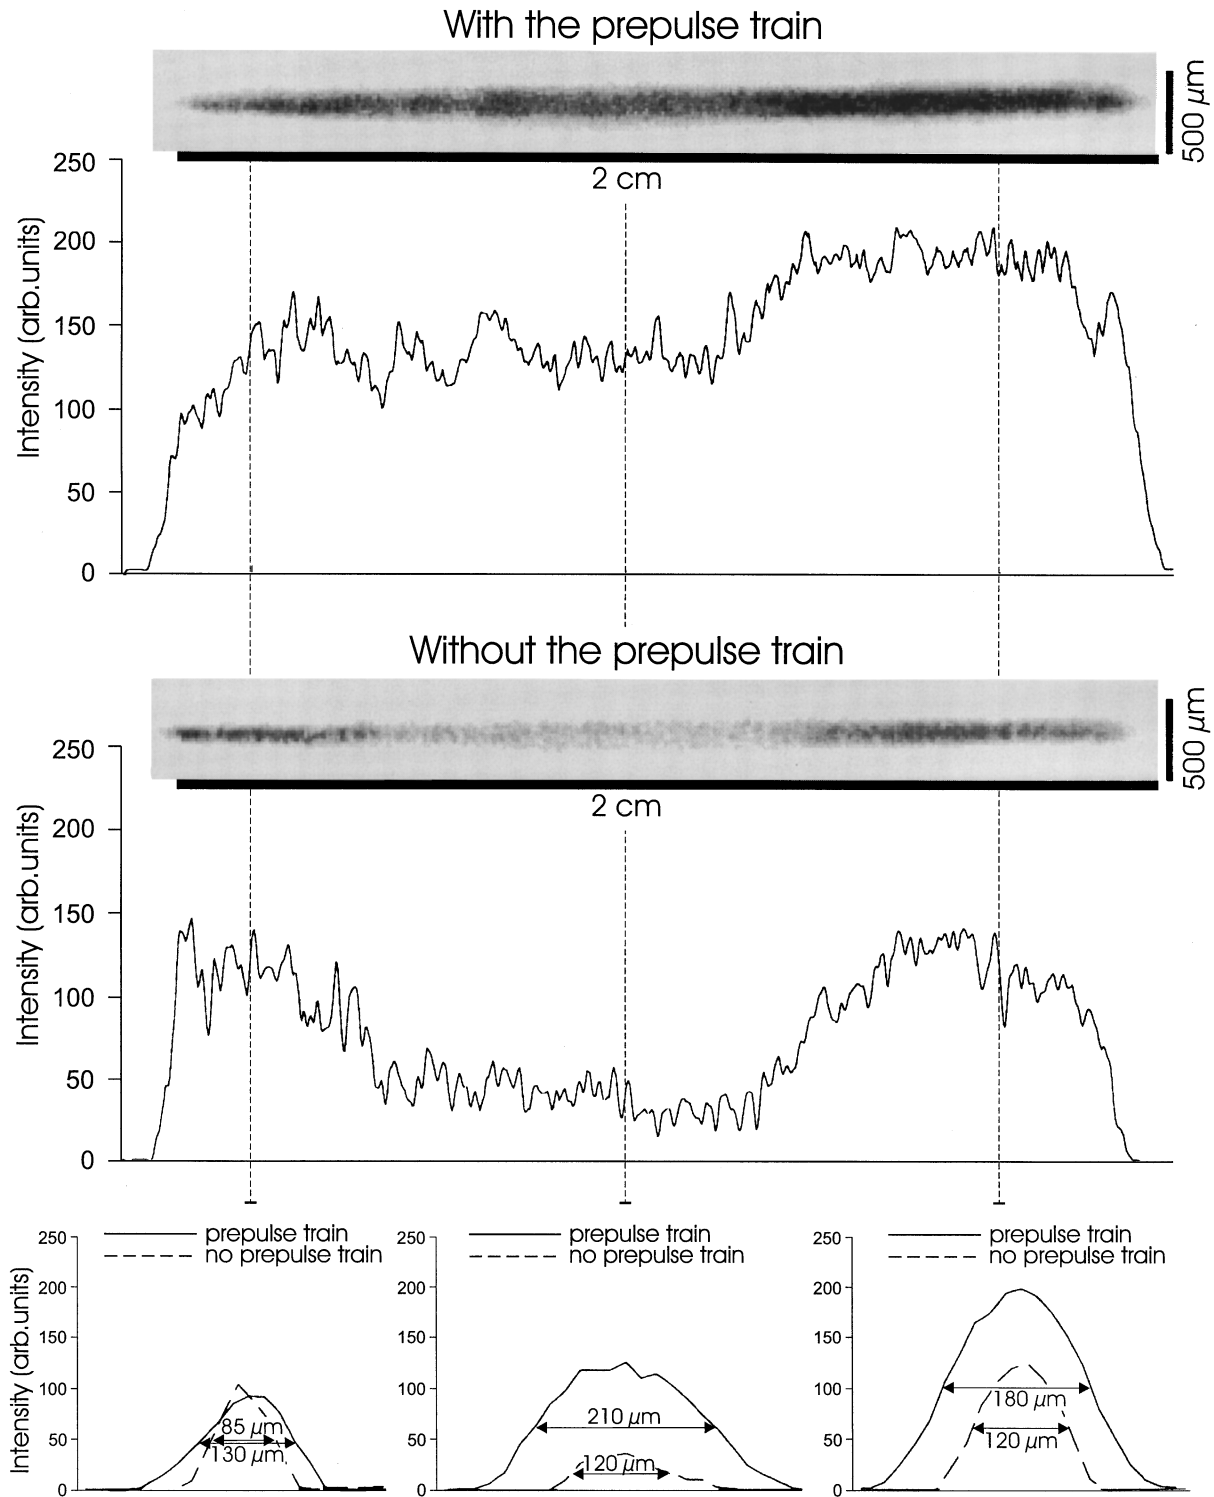 With the prepulse train
500 µm
2 cm
Intensity (arb.units)
250
200
150
100
50
0
Without the prepulse train
500 µm
2 cm
Intensity (arb.units)
250
200
150
100
50
0
Intensity (arb.units)
250
200
150
100
50
0
prepulse train
no prepulse train
85 µm
130 µm
250
200
150
100
50
0
prepulse train
no prepulse train
210 µm
120 µm
250
200
150
100
50
0
prepulse train
no prepulse train
180 µm
120 µm